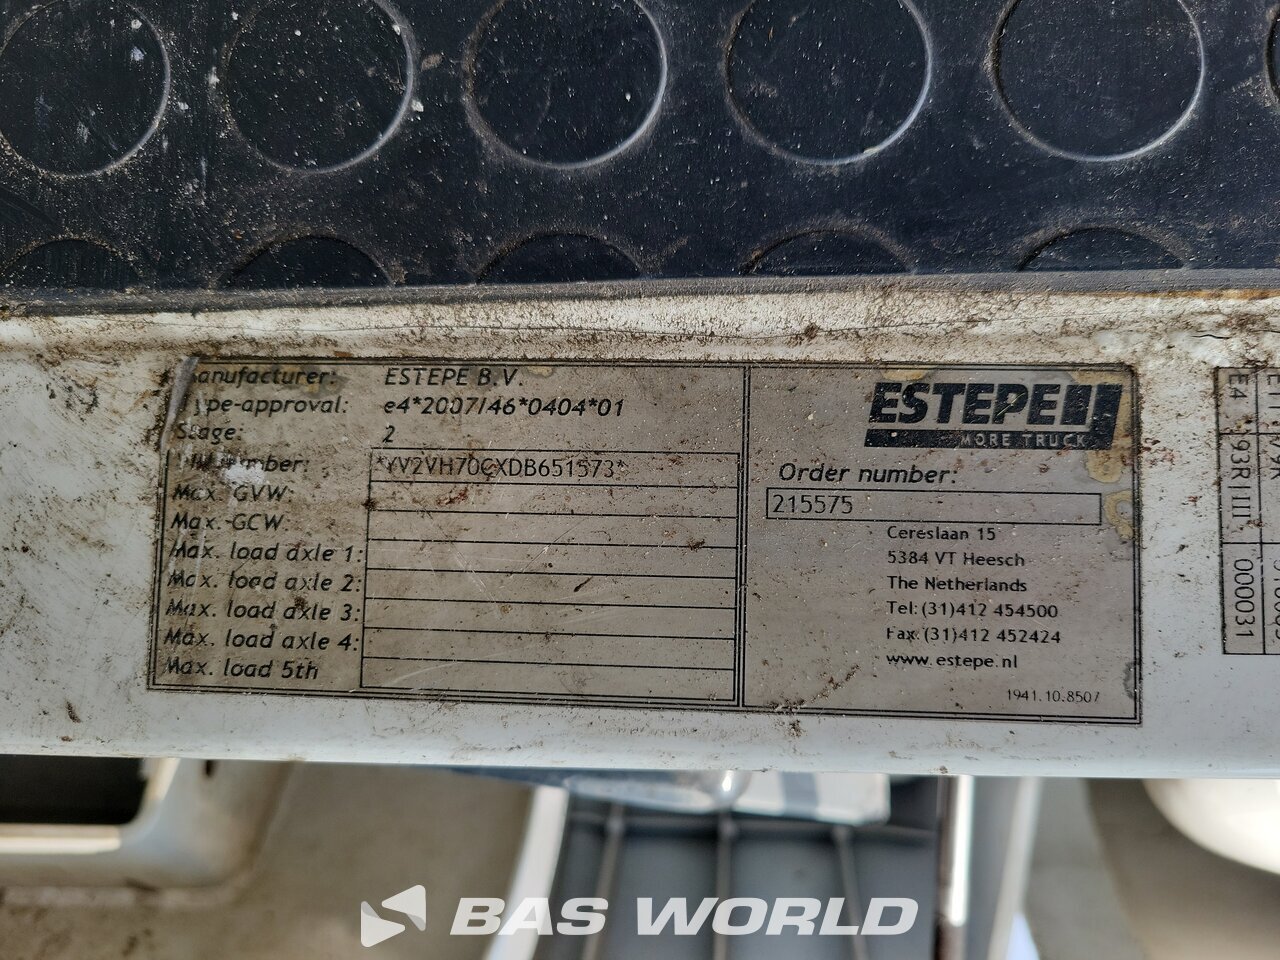 Manufacturer: ESTEPE B.V.
Type-approval: e4*2007/46*0404*01
Stage: 2
VIN number: *YV2VH70CXDB651573*
Max. GVW:
Max. GCW:
Max. load axle 1:
Max. load axle 2:
Max. load axle 3:
Max. load axle 4:
Max. load 5th
ESTEPE
MORE TRUCK
Order number:
215575
Cereslaan 15
5384 VT Heesch
The Netherlands
Tel:(31)412 454500
Fax:(31)412 452424
www.estepe.nl
1941.10.8507
E4 93R III 000031
BAS WORLD